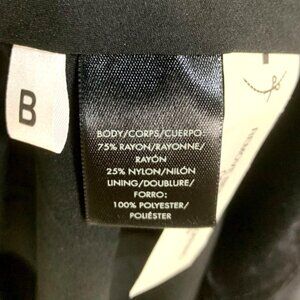 B
BODY/CORPS/CUERPO:
75% RAYON/RAYONNE/
RAYÓN
25% NYLON/NILÓN
LINING/DOUBLURE/
FORRO:
100% POLYESTER/
POLIÉSTER